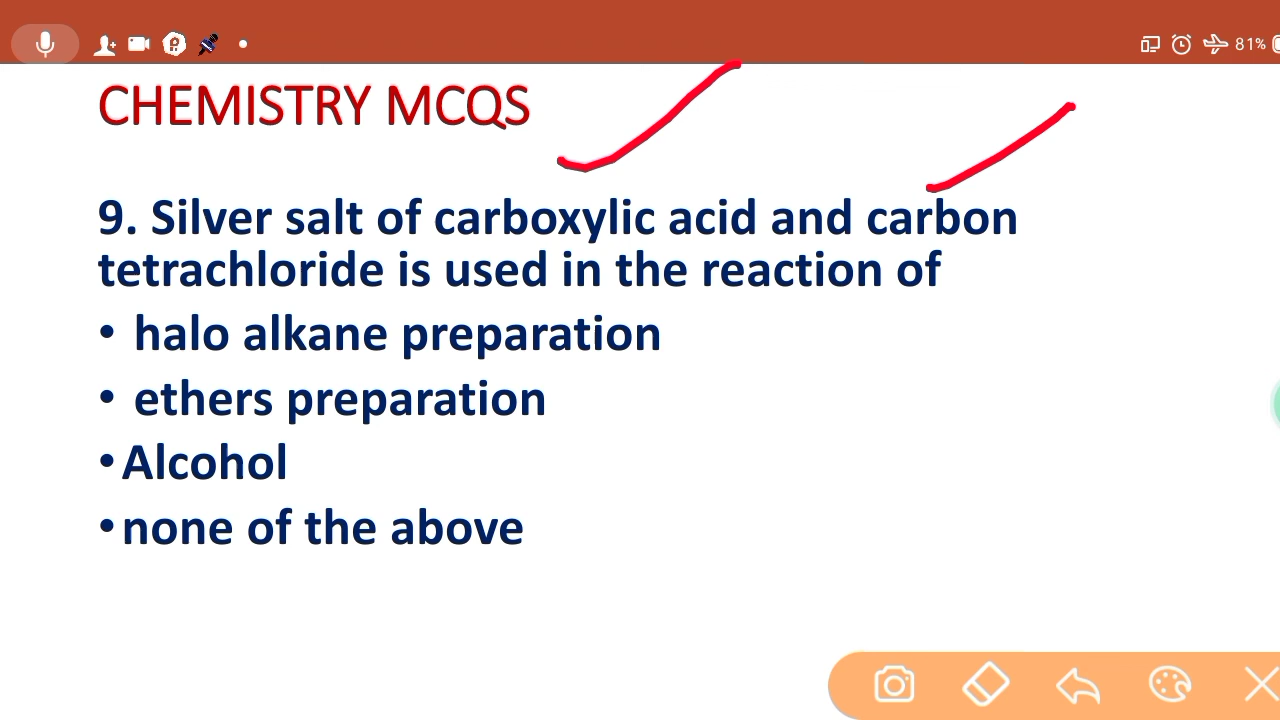 81%
CHEMISTRY MCQS
9. Silver salt of carboxylic acid and carbon
tetrachloride is used in the reaction of
• halo alkane preparation
• ethers preparation
•Alcohol
•none of the above